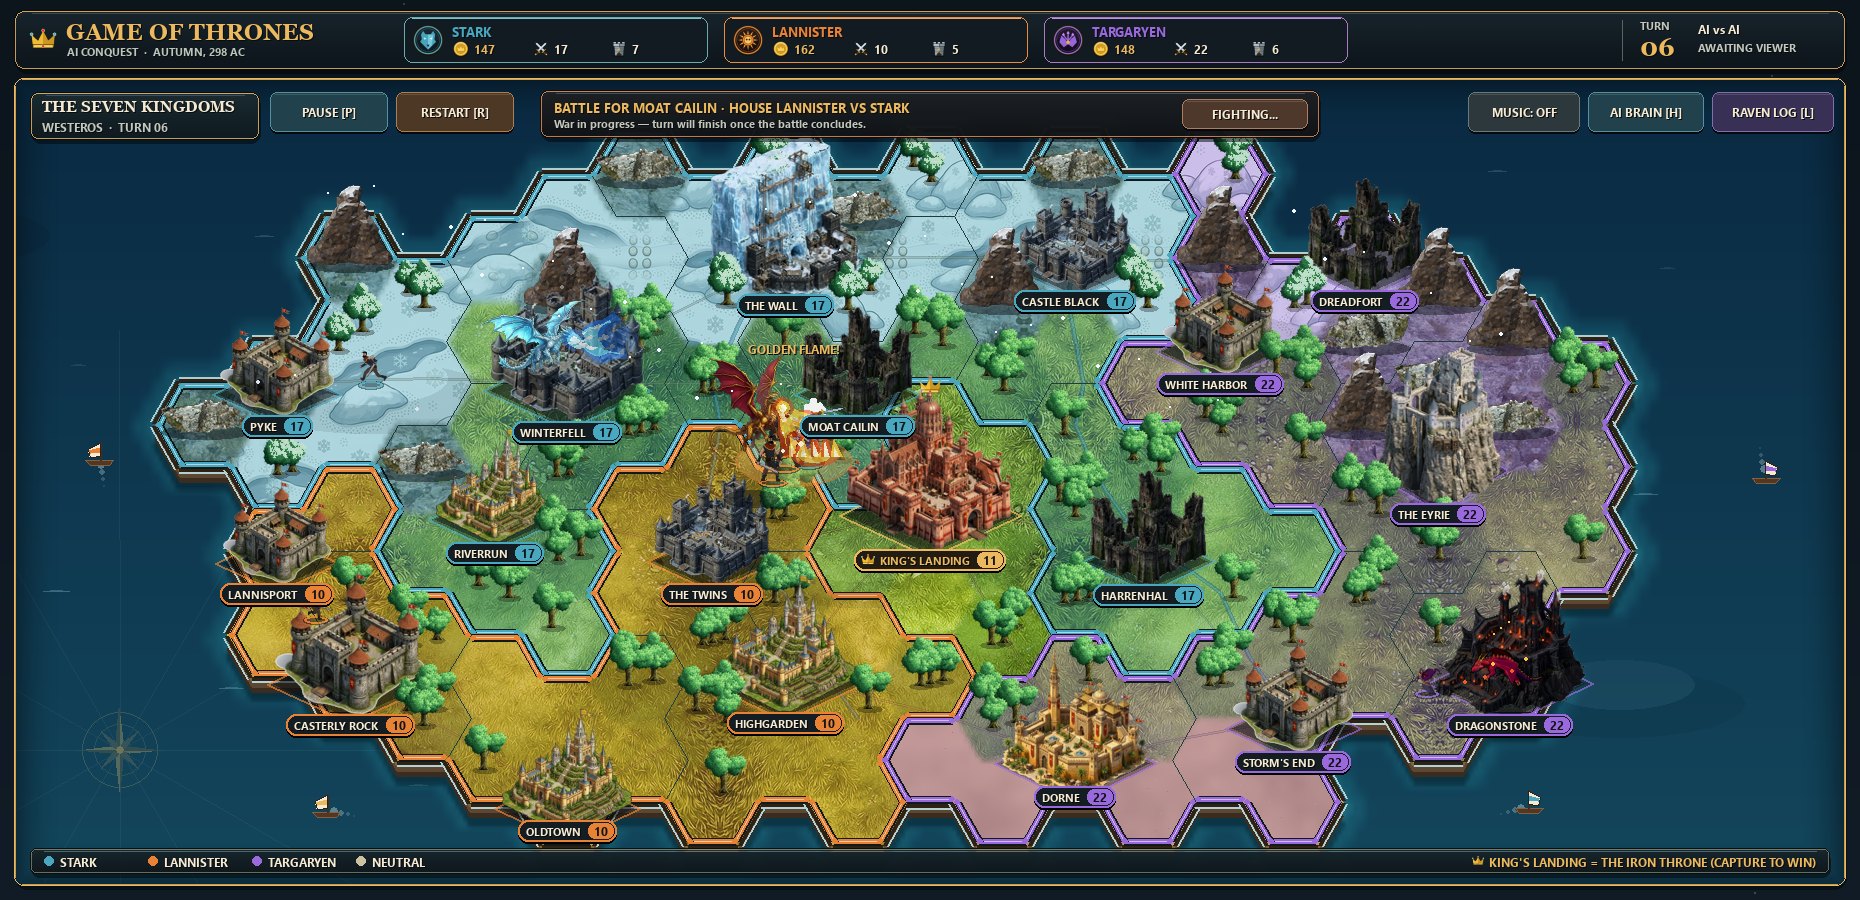 GAME OF THRONES
AI CONQUEST · AUTUMN, 298 AC
STARK
147 17 7
LANNISTER
162 10 5
TARGARYEN
148 22 6
TURN
06
AI vs AI
AWAITING VIEWER
THE SEVEN KINGDOMS
WESTEROS · TURN 06
PAUSE [P]
RESTART [R]
BATTLE FOR MOAT CAILIN · HOUSE LANNISTER VS STARK
War in progress — turn will finish once the battle concludes.
FIGHTING...
MUSIC: OFF
AI BRAIN [H]
RAVEN LOG [L]
THE WALL 17
CASTLE BLACK 17
DREADFORT 22
GOLDEN FLAME!
WHITE HARBOR 22
PYKE 17
WINTERFELL 17
MOAT CAILIN 17
THE EYRIE 22
RIVERRUN 17
KING'S LANDING 11
LANNISPORT 10
THE TWINS 10
HARRENHAL 17
CASTERLY ROCK 10
HIGHGARDEN 10
DRAGONSTONE 22
STORM'S END 22
DORNE 22
OLDTOWN 10
STARK
LANNISTER
TARGARYEN
NEUTRAL
KING'S LANDING = THE IRON THRONE (CAPTURE TO WIN)